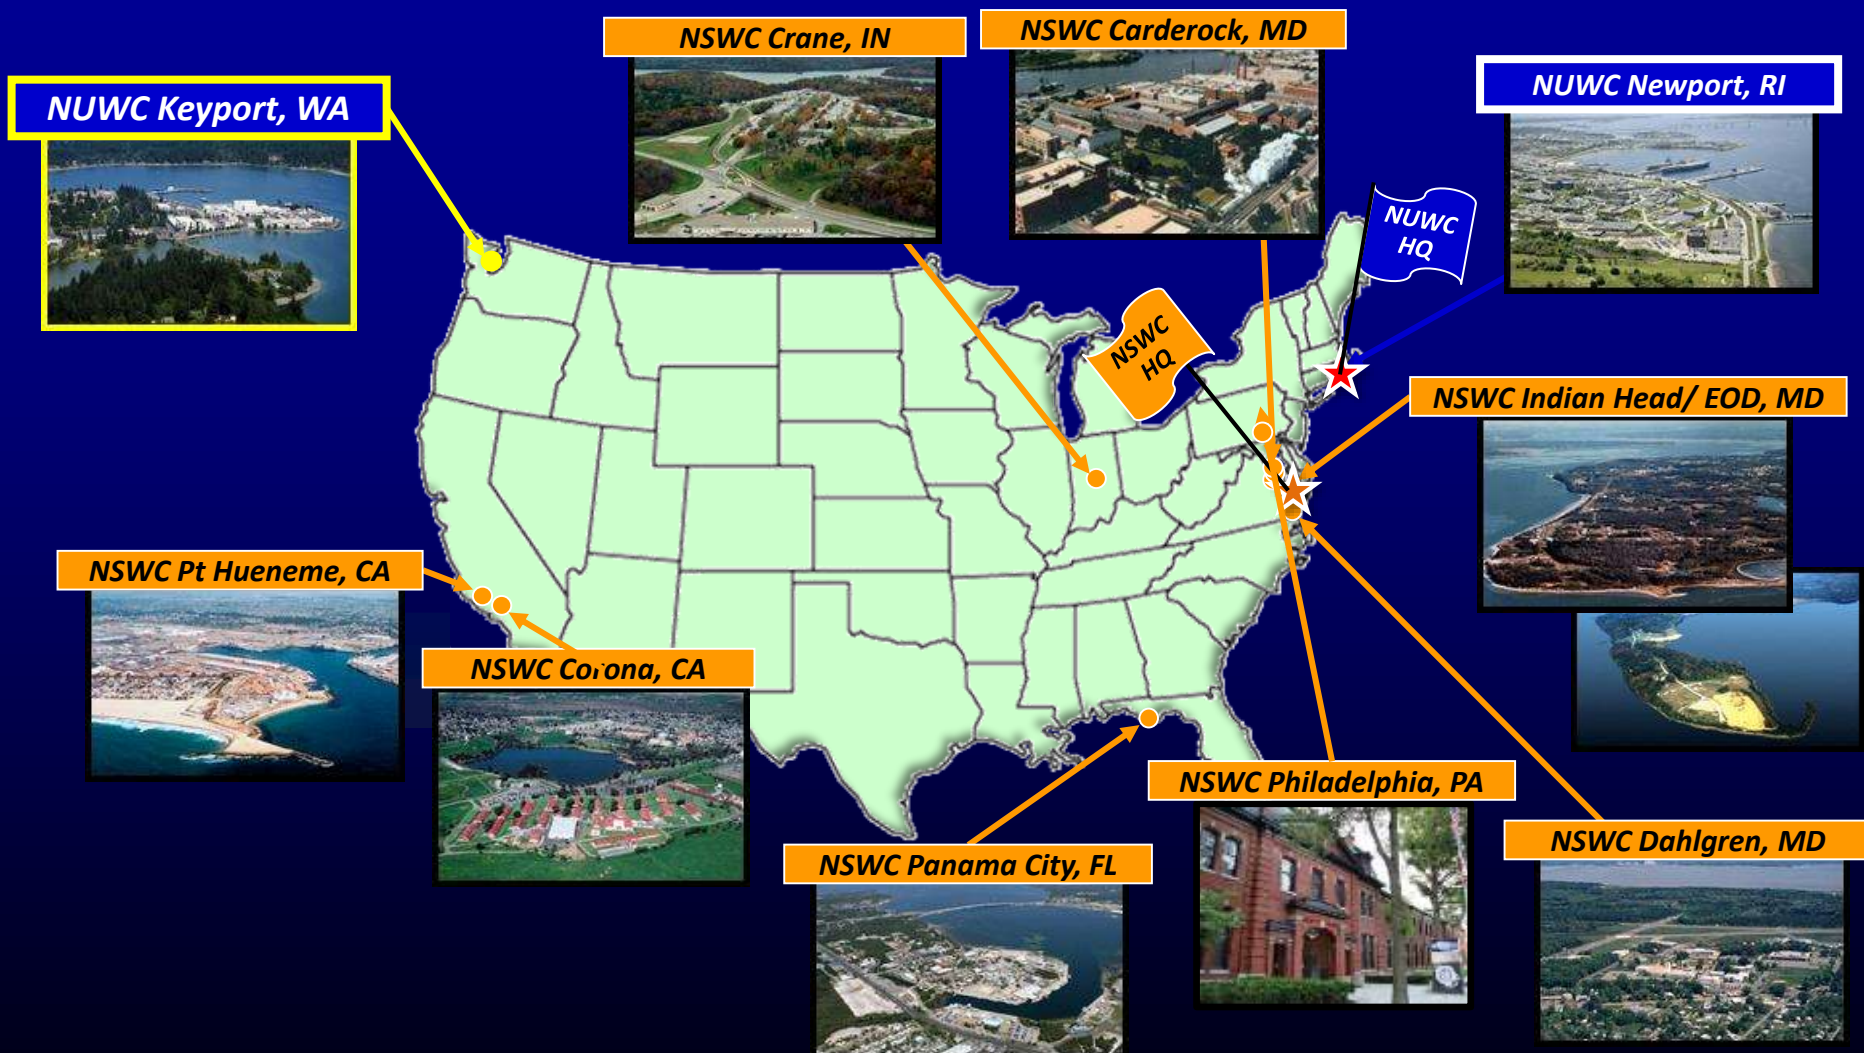 NSWC Crane, IN
NSWC Carderock, MD
NUWC Keyport, WA
NUWC Newport, RI
NUWC
HQ
NSWC
HQ
NSWC Indian Head/ EOD, MD
NSWC Pt Hueneme, CA
NSWC Corona, CA
NSWC Philadelphia, PA
NSWC Dahlgren, MD
NSWC Panama City, FL